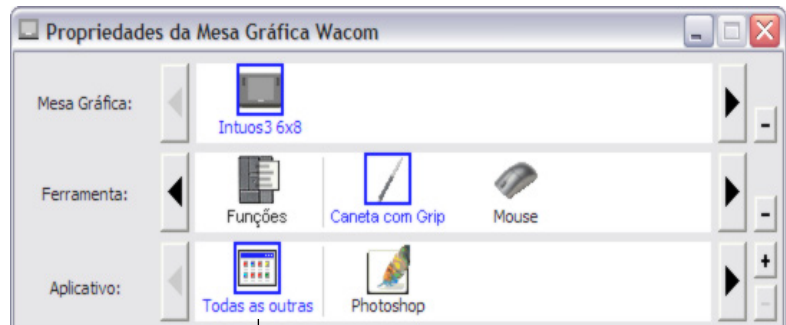 Propriedades da Mesa Gráfica Wacom
Mesa Gráfica:
Intuos3 6x8
Ferramenta:
Funções
Caneta com Grip
Mouse
Aplicativo:
Todas as outras
Photoshop